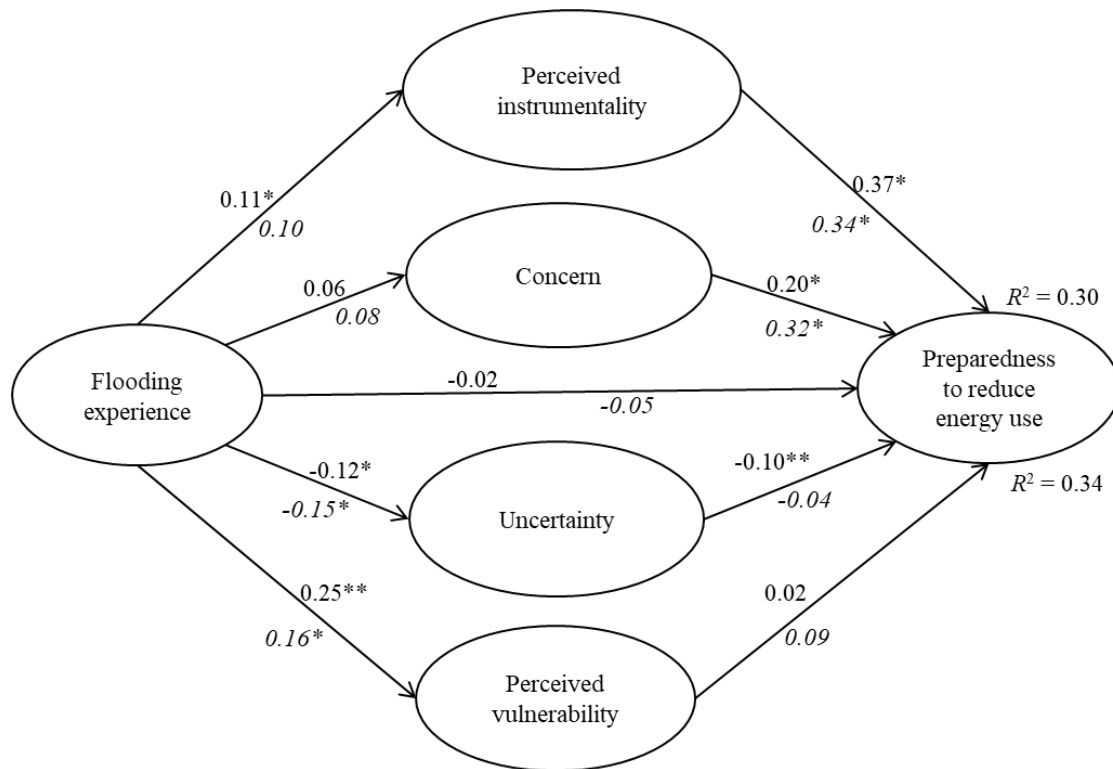 Perceived
instrumentality
0.11*
0.10
0.37*
0.34*
Concern
0.06
0.08
0.20*
0.32*
R² = 0.30
Flooding
experience
-0.02
-0.05
Preparedness
to reduce
energy use
-0.12*
-0.15*
Uncertainty
-0.10**
-0.04
R² = 0.34
0.25**
0.16*
0.02
0.09
Perceived
vulnerability